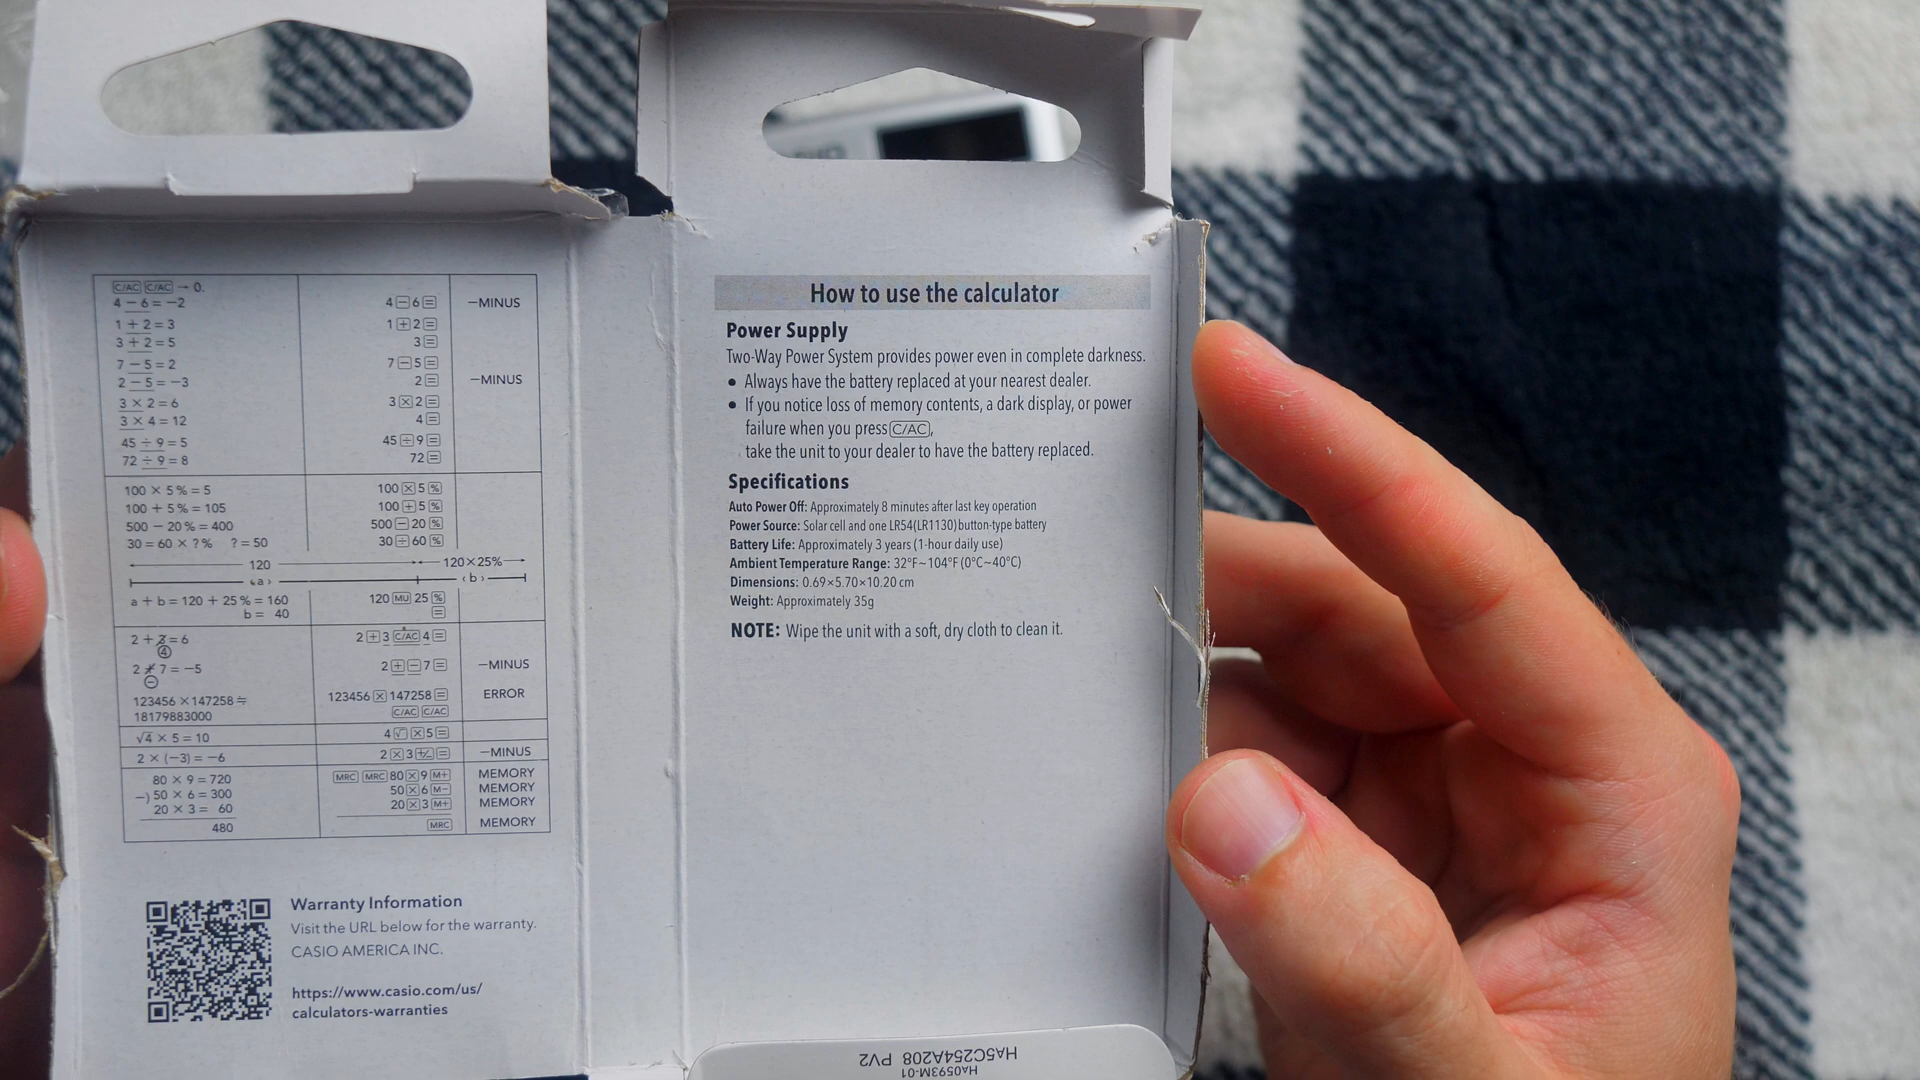 C/AC C/AC → 0.
4 − 6 = −2 4 − 6 = −MINUS
1 + 2 = 3 1 + 2 =
3 + 2 = 5 3 =
7 − 5 = 2 7 − 5 =
2 − 5 = −3 2 = −MINUS
3 × 2 = 6 3 × 2 =
3 × 4 = 12 4 =
45 ÷ 9 = 5 45 ÷ 9 =
72 ÷ 9 = 8 72 =
100 × 5 % = 5 100 × 5 %
100 + 5 % = 105 100 + 5 %
500 − 20 % = 400 500 − 20 %
30 = 60 × ? % ? = 50 30 ÷ 60 %
120 120×25%
‹a› ‹b›
a + b = 120 + 25 % = 160 120 MU 25 %
b = 40 =
2 + 3 = 6 2 + 3 C/AC 4 =
4
2 + 7 = −5 2 + − 7 = −MINUS
−
123456 × 147258 ≒ 123456 × 147258 = ERROR
18179883000 C/AC C/AC
√4 × 5 = 10 4 √ × 5 =
2 × (−3) = −6 2 × 3 +/− = −MINUS
80 × 9 = 720 MRC MRC 80 × 9 M+ MEMORY
−) 50 × 6 = 300 50 × 6 M− MEMORY
20 × 3 = 60 20 × 3 M+ MEMORY
480 MRC MEMORY
Warranty Information
Visit the URL below for the warranty.
CASIO AMERICA INC.
https://www.casio.com/us/
calculators-warranties
How to use the calculator
Power Supply
Two-Way Power System provides power even in complete darkness.
• Always have the battery replaced at your nearest dealer.
• If you notice loss of memory contents, a dark display, or power
failure when you press C/AC,
take the unit to your dealer to have the battery replaced.
Specifications
Auto Power Off: Approximately 8 minutes after last key operation
Power Source: Solar cell and one LR54(LR1130) button-type battery
Battery Life: Approximately 3 years (1-hour daily use)
Ambient Temperature Range: 32°F~104°F (0°C~40°C)
Dimensions: 0.69×5.70×10.20 cm
Weight: Approximately 35g
NOTE: Wipe the unit with a soft, dry cloth to clean it.
HA0593M-01
HA5C254A208 PV2